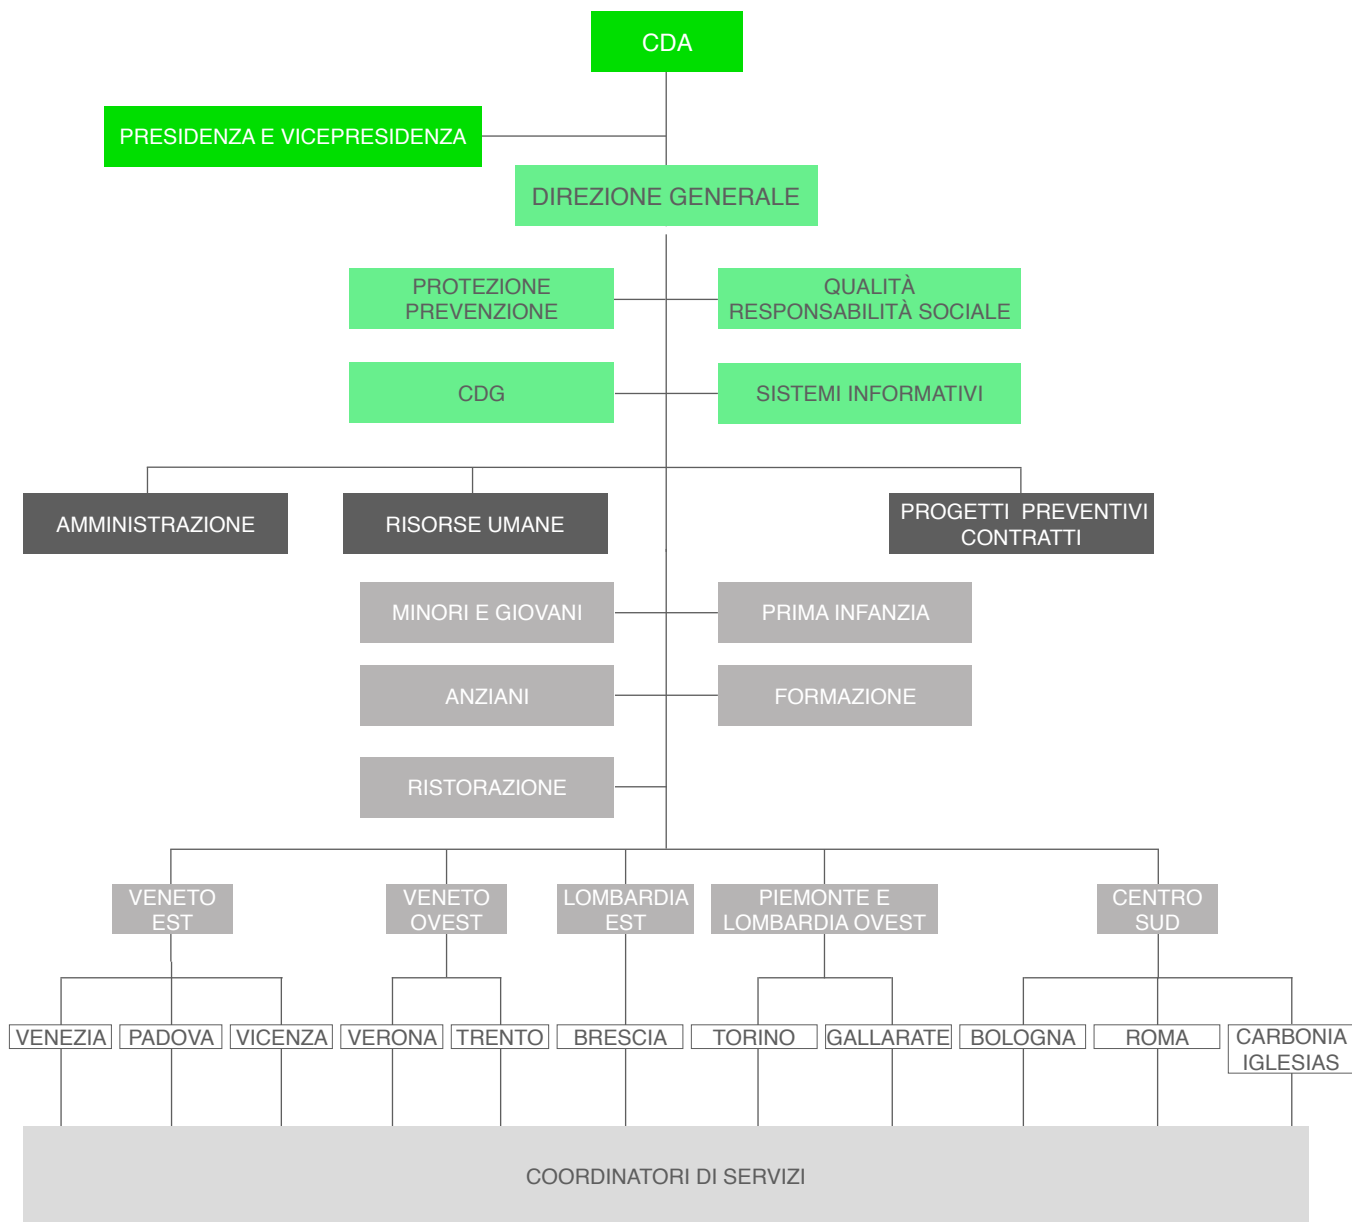 CDA
PRESIDENZA E VICEPRESIDENZA
DIREZIONE GENERALE
PROTEZIONE
PREVENZIONE
QUALITÀ
RESPONSABILITÀ SOCIALE
CDG
SISTEMI INFORMATIVI
AMMINISTRAZIONE
RISORSE UMANE
PROGETTI PREVENTIVI
CONTRATTI
MINORI E GIOVANI
PRIMA INFANZIA
ANZIANI
FORMAZIONE
RISTORAZIONE
VENETO
EST
VENETO
OVEST
LOMBARDIA
EST
PIEMONTE E
LOMBARDIA OVEST
CENTRO
SUD
VENEZIA
PADOVA
VICENZA
VERONA
TRENTO
BRESCIA
TORINO
GALLARATE
BOLOGNA
ROMA
CARBONIA
IGLESIAS
COORDINATORI DI SERVIZI